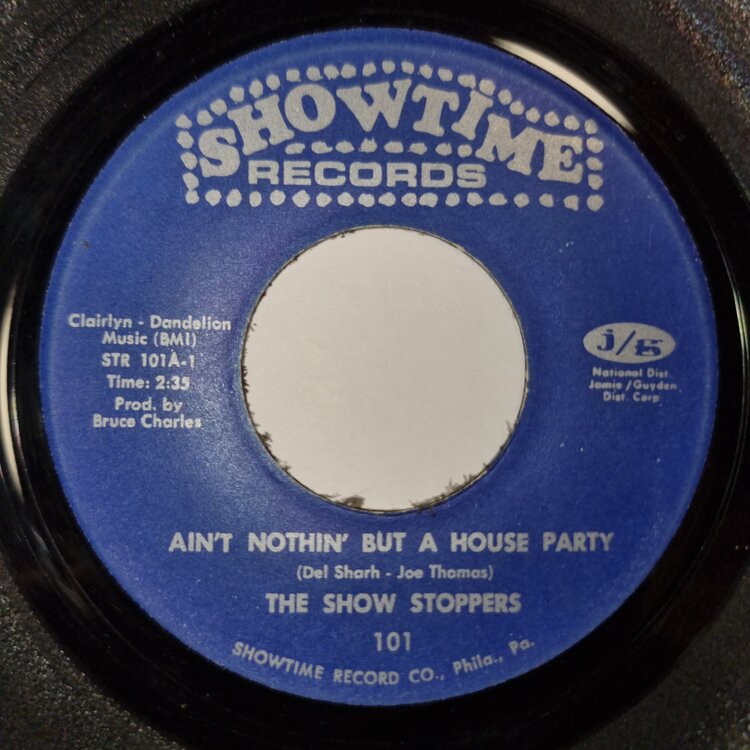 SHOWTIME
RECORDS
Clairlyn - Dandelion
Music (BMI)
STR 101A-1
Time: 2:35
Prod. by
Bruce Charles
j/g
National Dist.
Jamie/Guyden
Dist. Corp
AIN'T NOTHIN' BUT A HOUSE PARTY
(Del Sharh - Joe Thomas)
THE SHOW STOPPERS
101
SHOWTIME RECORD CO., Phila., Pa.